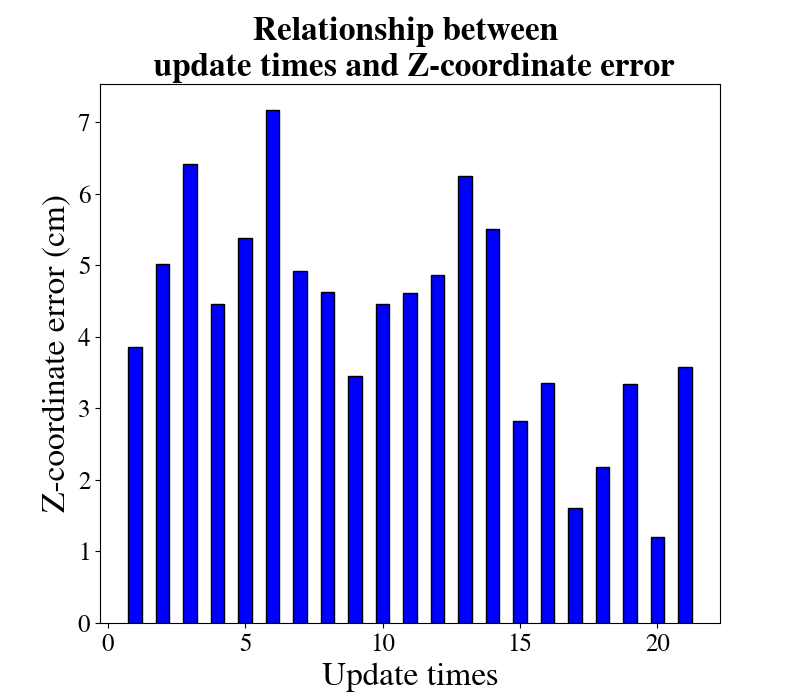 Relationship between
update times and Z-coordinate error
Z-coordinate error (cm)
7
6
5
4
3
2
1
0
0 5 10 15 20
Update times